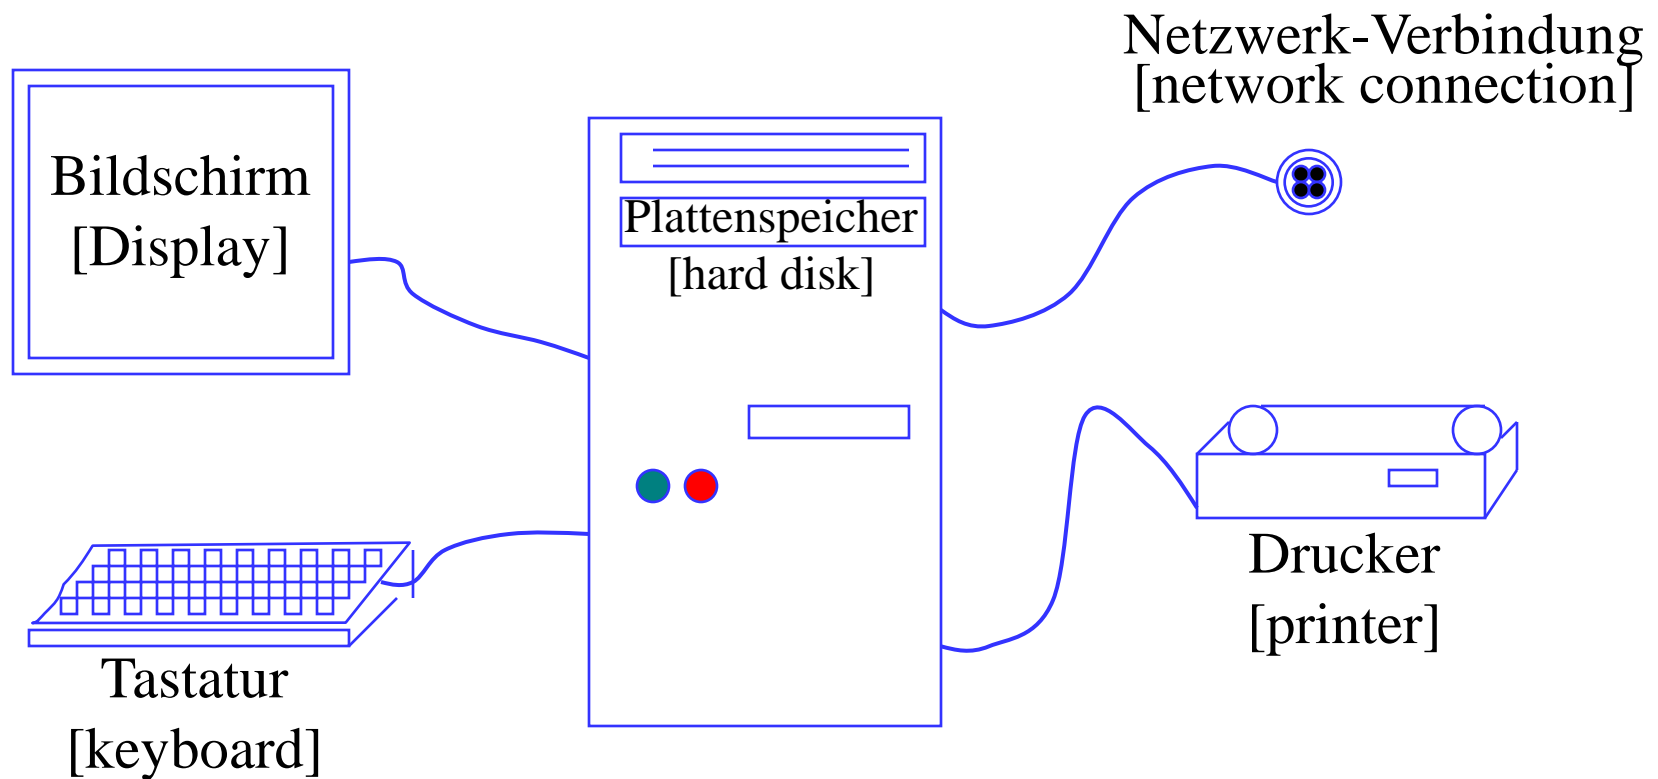 Netzwerk-Verbindung
[network connection]
Bildschirm
[Display]
Plattenspeicher
[hard disk]
Drucker
[printer]
Tastatur
[keyboard]